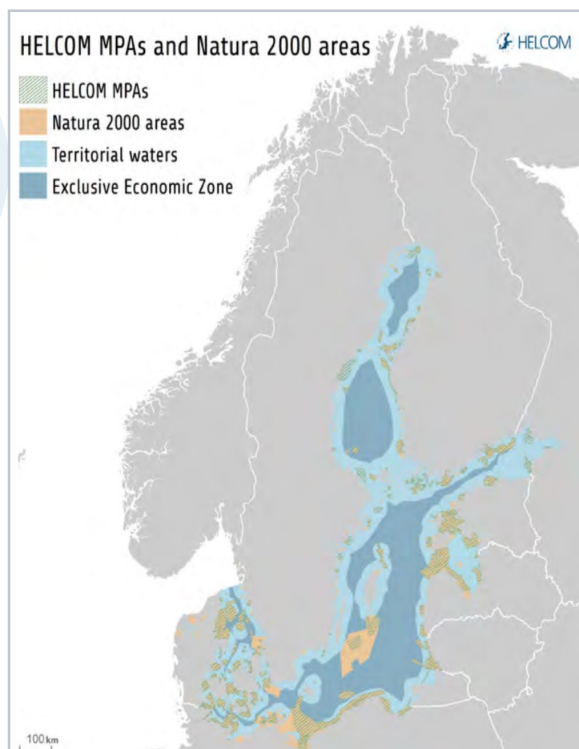 HELCOM MPAs and Natura 2000 areas
HELCOM
HELCOM MPAs
Natura 2000 areas
Territorial waters
Exclusive Economic Zone
100 km